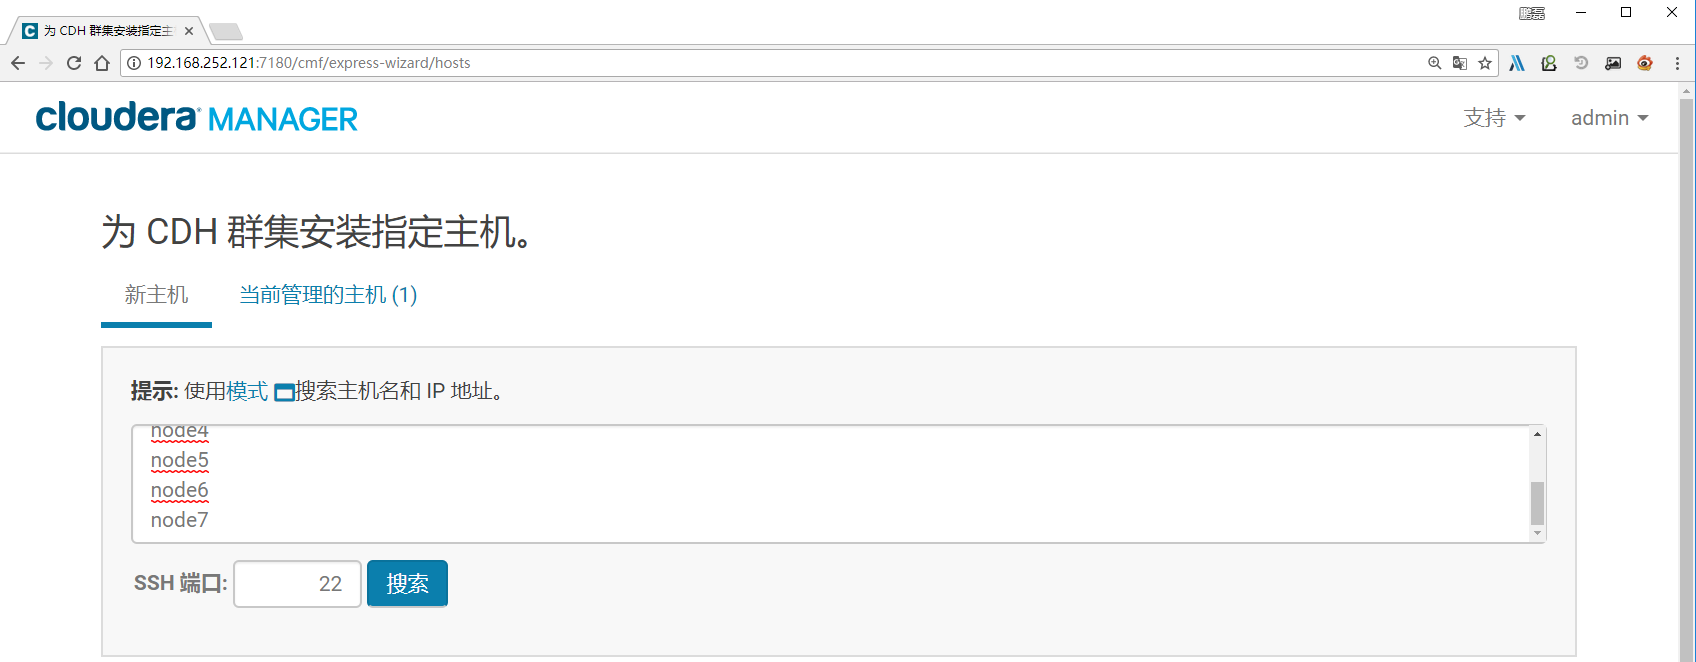 鹏磊
为 CDH 群集安装指定主
192.168.252.121:7180/cmf/express-wizard/hosts
cloudera MANAGER
支持
admin
为 CDH 群集安装指定主机。
新主机
当前管理的主机 (1)
提示: 使用模式 搜索主机名和 IP 地址。
node4
node5
node6
node7
SSH 端口: 22 搜索